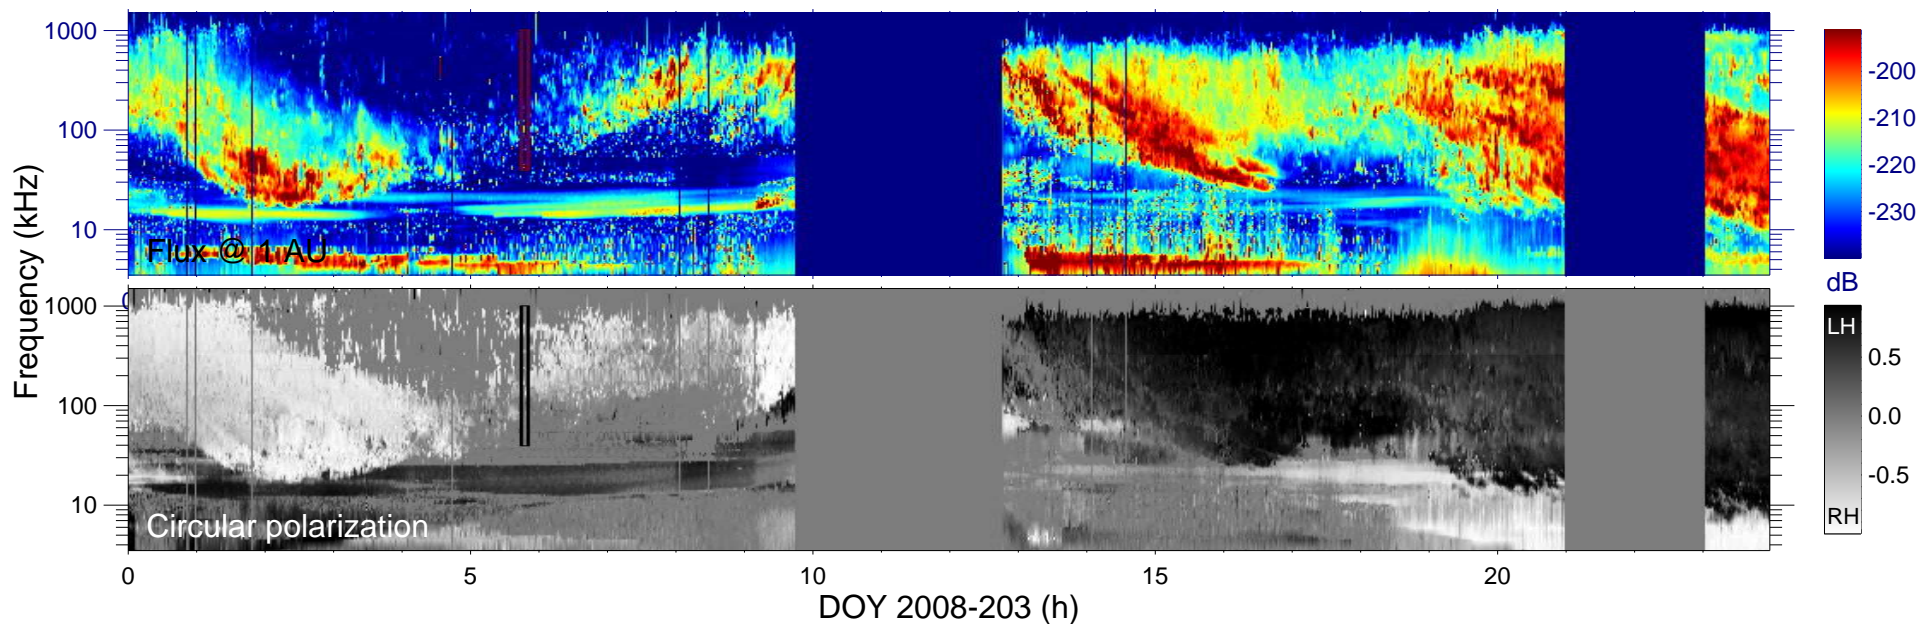 1000
100
10
Flux @ 1 AU
0
-200
-210
-220
-230
dB
Frequency (kHz)
1000
100
10
Circular polarization
LH
0.5
0.0
-0.5
RH
0 5 10 15 20
DOY 2008-203 (h)